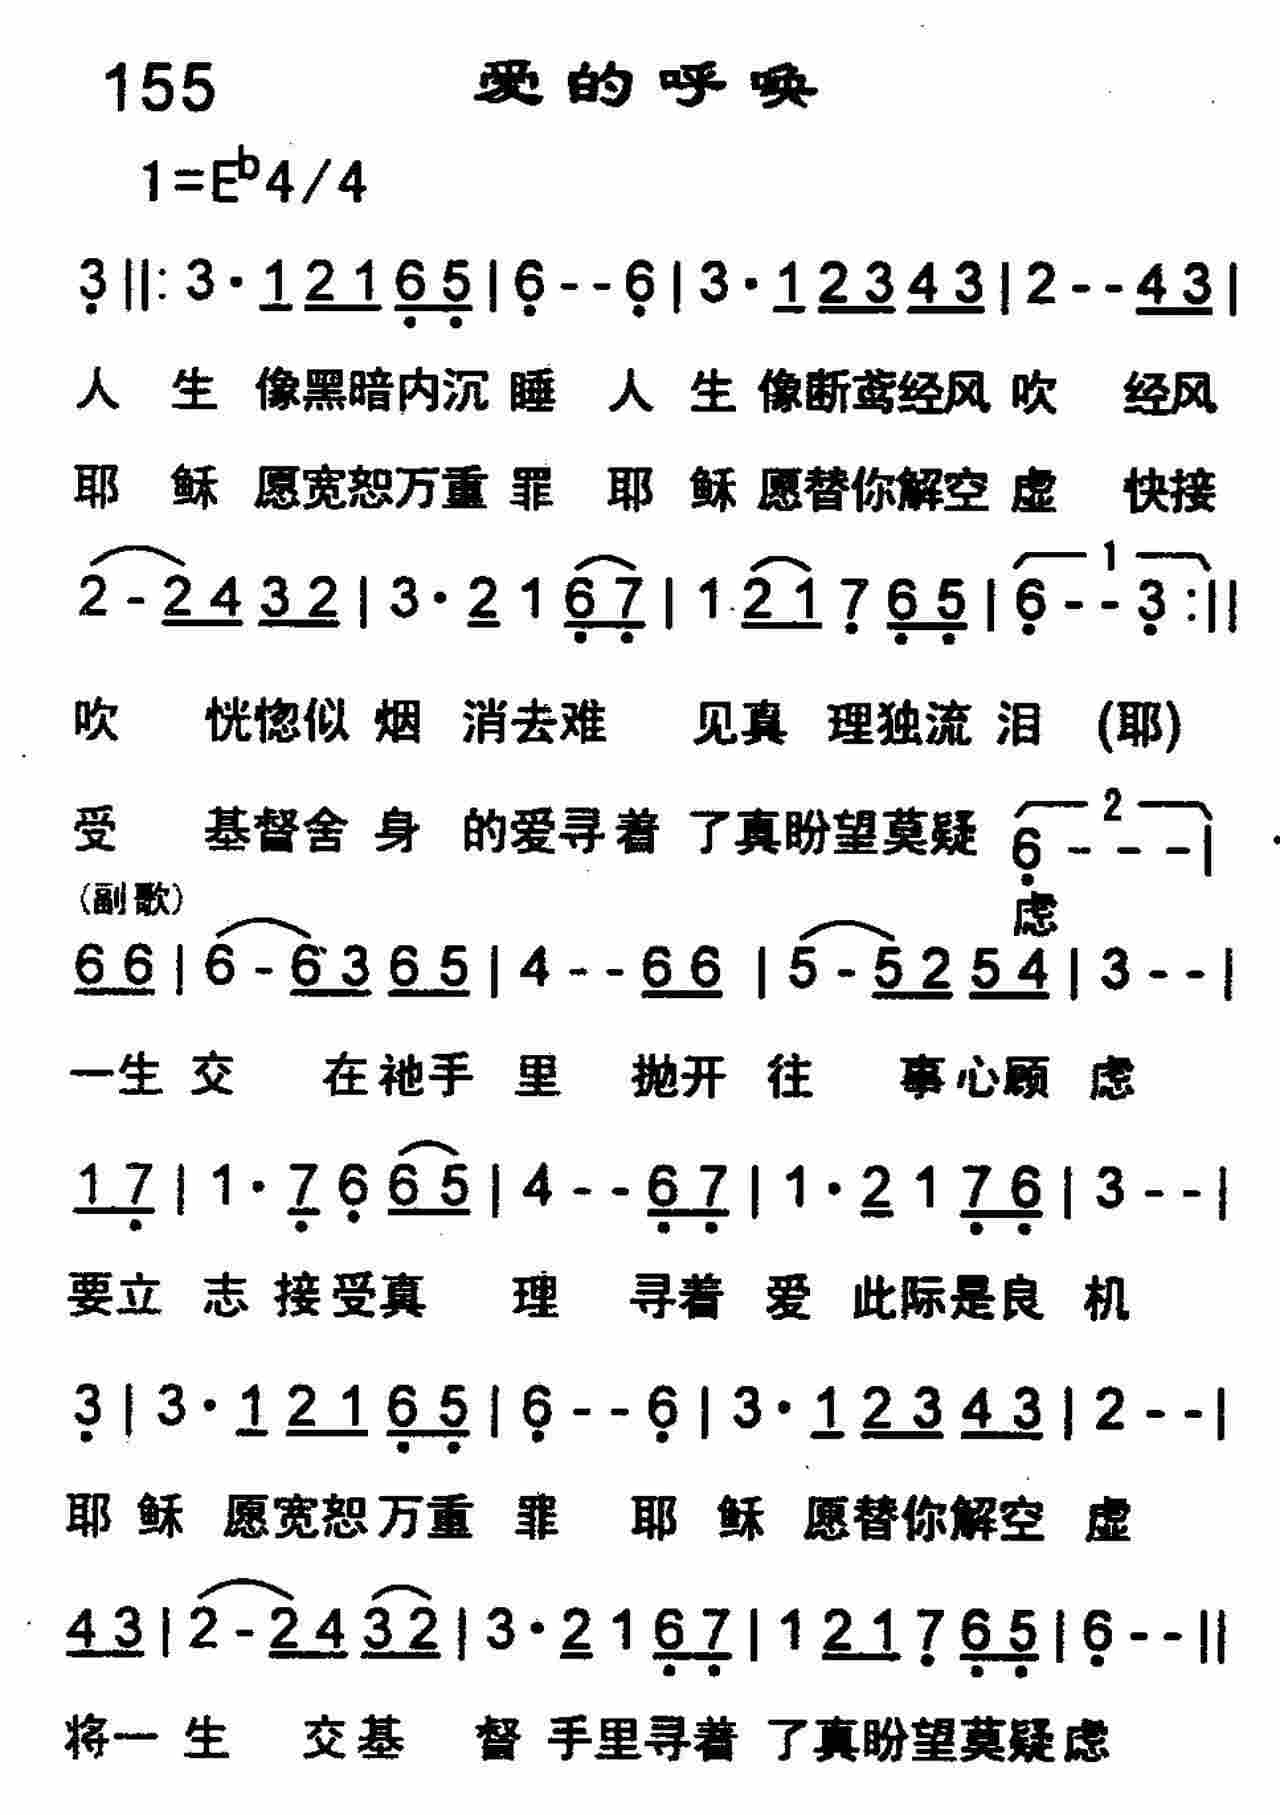 155 爱的呼唤
1=E♭4/4
3̣ ||: 3· 1 2 1 6̣ 5̣ | 6̣ - - 6̣ | 3· 1 2 3 4 3 | 2 - - 4 3 |
人 生 像黑暗内沉 睡 人 生 像断鸢经风 吹 经风
耶 稣 愿宽恕万重 罪 耶 稣 愿替你解空 虚 快接
2 - 2 4 3 2 | 3· 2 1 6̣ 7̣ | 1 2 1 7̣ 6̣ 5̣ | 1 6̣ - - 3̣ :||
吹 恍惚似 烟 消去难 见真 理独流 泪 (耶)
受 基督舍 身 的爱寻着 了真盼望莫疑 2 6̣ - - - |
(副歌) 虑
6 6 | 6 - 6 3 6 5 | 4 - - 6 6 | 5 - 5 2 5 4 | 3 - - |
一生 交 在祂手 里 抛开 往 事心顾 虑
1 7̣ | 1· 7̣ 6̣ 6 5 | 4 - - 6̣ 7̣ | 1· 2 1 7̣ 6̣ | 3 - - |
要立 志 接受真 理 寻着 爱 此际是良 机
3̣ | 3· 1 2 1 6̣ 5̣ | 6̣ - - 6̣ | 3· 1 2 3 4 3 | 2 - - |
耶 稣 愿宽恕万重 罪 耶 稣 愿替你解空 虚
4 3 | 2 - 2 4 3 2 | 3· 2 1 6̣ 7̣ | 1 2 1 7̣ 6̣ 5̣ | 6̣ - - ||
将一 生 交基 督 手里寻着 了真盼望莫疑虑